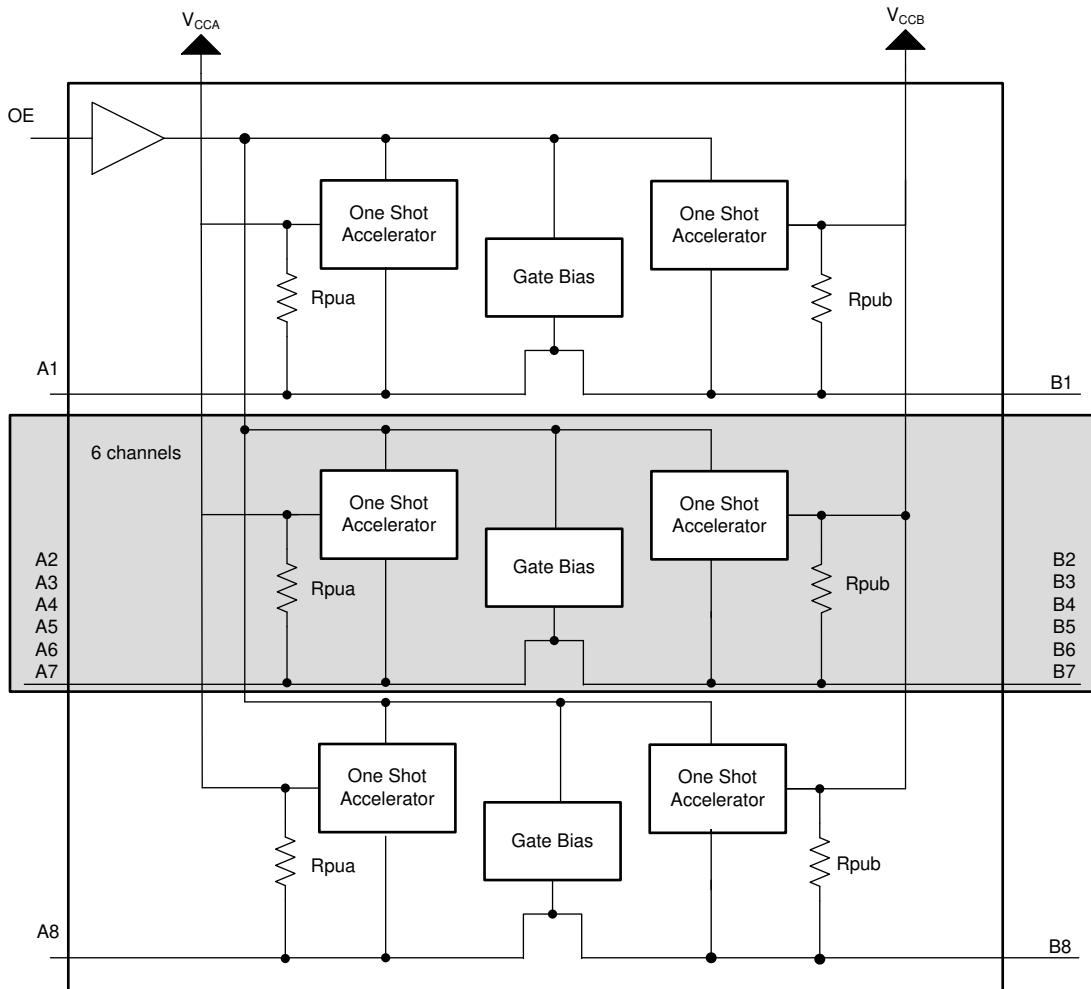 VCCA
VCCB
OE
One Shot
Accelerator
One Shot
Accelerator
Gate Bias
Rpua
Rpub
A1
B1
6 channels
One Shot
Accelerator
One Shot
Accelerator
Gate Bias
Rpua
Rpub
A2
A3
A4
A5
A6
A7
B2
B3
B4
B5
B6
B7
One Shot
Accelerator
One Shot
Accelerator
Gate Bias
Rpua
Rpub
A8
B8